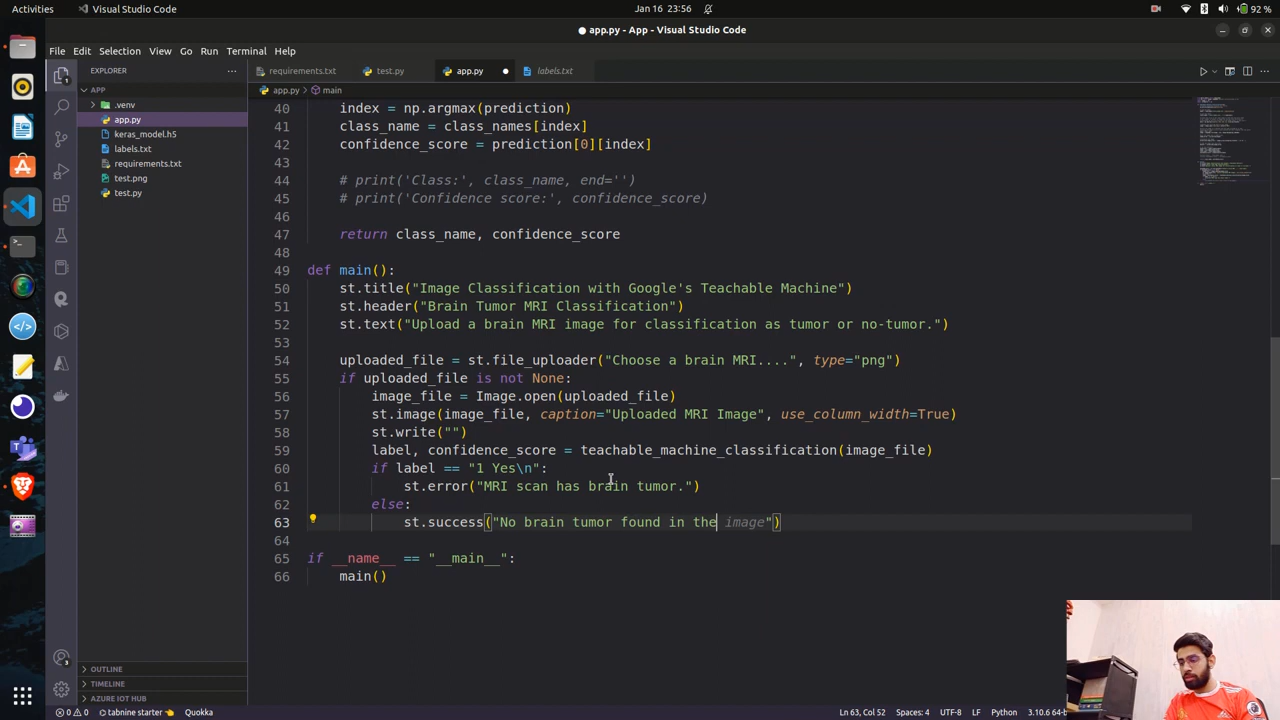 Activities
Visual Studio Code
Jan 16 23:56
92 %
app.py - App - Visual Studio Code
File Edit Selection View Go Run Terminal Help
EXPLORER
requirements.txt
test.py
app.py
labels.txt
APP
app.py
main
.venv
app.py
keras_model.h5
labels.txt
requirements.txt
test.png
test.py
40 index = np.argmax(prediction)
41 class_name = class_names[index]
42 confidence_score = prediction[0][index]
43
44 # print('Class:', class_name, end='')
45 # print('Confidence score:', confidence_score)
46
47 return class_name, confidence_score
48
49 def main():
50 st.title("Image Classification with Google's Teachable Machine")
51 st.header("Brain Tumor MRI Classification")
52 st.text("Upload a brain MRI image for classification as tumor or no-tumor.")
53
54 uploaded_file = st.file_uploader("Choose a brain MRI....", type="png")
55 if uploaded_file is not None:
56 image_file = Image.open(uploaded_file)
57 st.image(image_file, caption="Uploaded MRI Image", use_column_width=True)
58 st.write("")
59 label, confidence_score = teachable_machine_classification(image_file)
60 if label == "1 Yes\n":
61 st.error("MRI scan has brain tumor.")
62 else:
63 st.success("No brain tumor found in the image")
64
65 if __name__ == "__main__":
66 main()
OUTLINE
TIMELINE
AZURE IOT HUB
0 0 tabnine starter Quokka
Ln 63, Col 52 Spaces: 4 UTF-8 LF Python 3.10.6 64-b